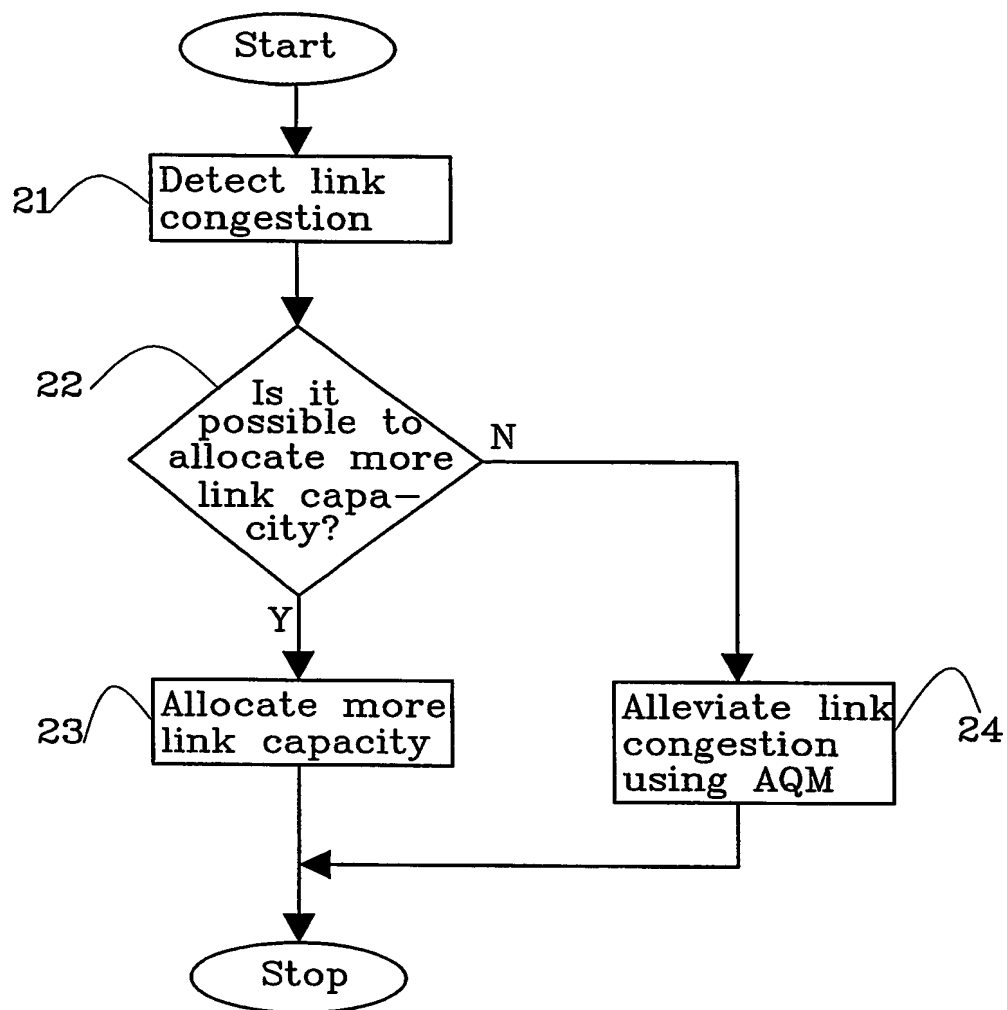 Start
21
Detect link
congestion
22
Is it
possible to
allocate more
link capa-
city?
N
Y
23
Allocate more
link capacity
Alleviate link
congestion
using AQM
24
Stop